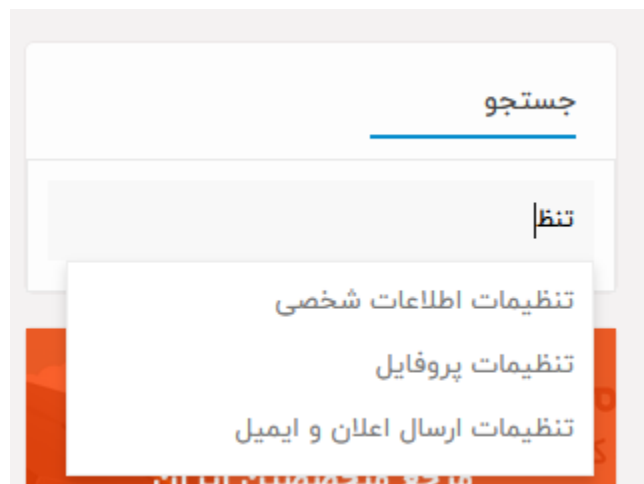 جستجو
تنظ
تنظیمات اطلاعات شخصی
تنظیمات پروفایل
تنظیمات ارسال اعلان و ایمیل